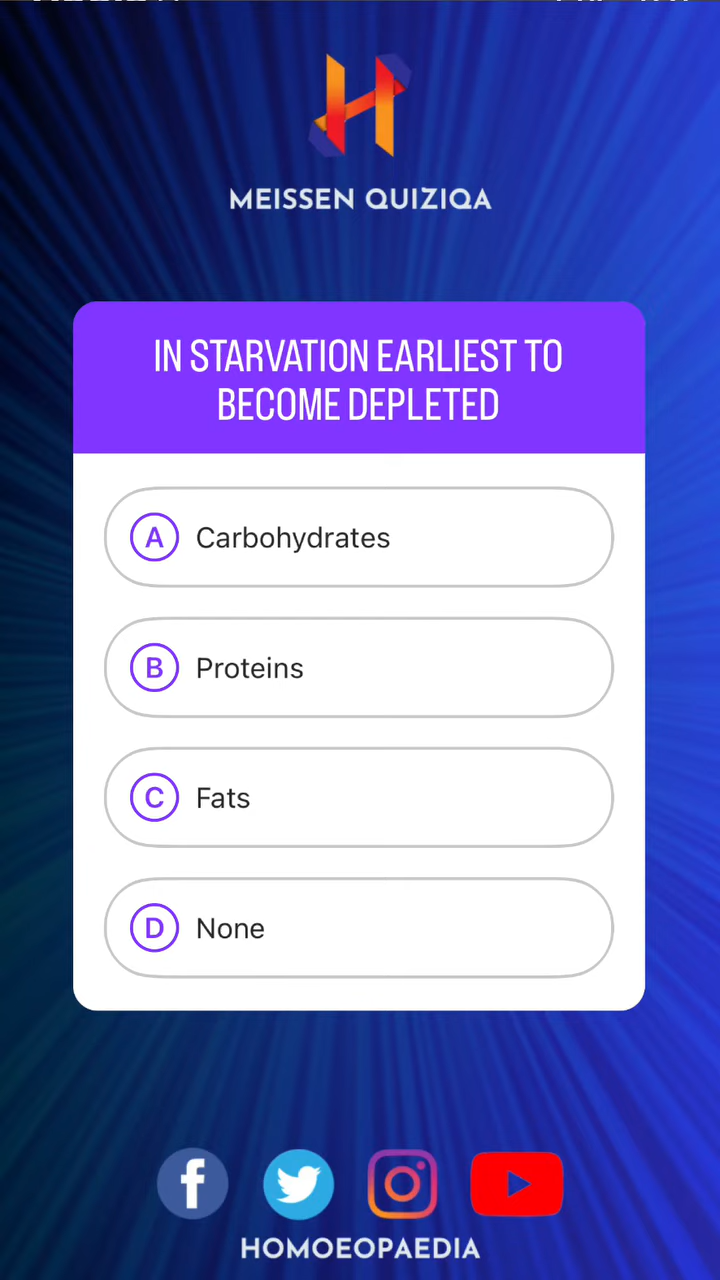 MEISSEN QUIZIQA
IN STARVATION EARLIEST TO
BECOME DEPLETED
A Carbohydrates
B Proteins
C Fats
D None
HOMOEOPAEDIA